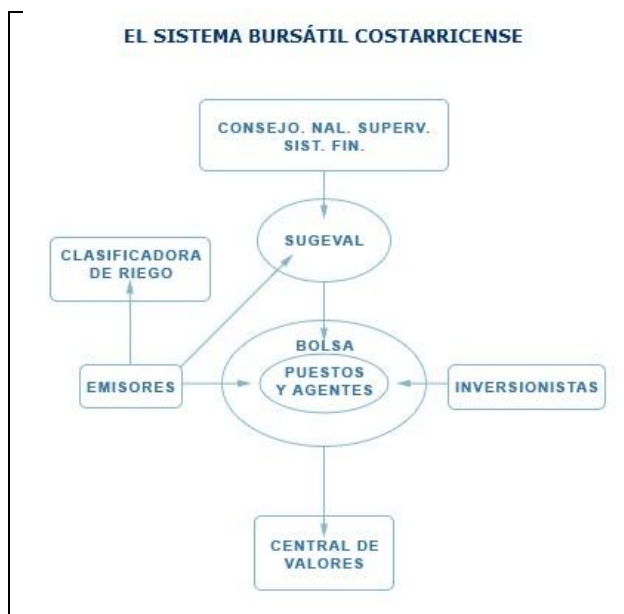 EL SISTEMA BURSÁTIL COSTARRICENSE
CONSEJO. NAL. SUPERV.
SIST. FIN.
SUGEVAL
CLASIFICADORA
DE RIEGO
BOLSA
PUESTOS
Y AGENTES
EMISORES
INVERSIONISTAS
CENTRAL DE
VALORES